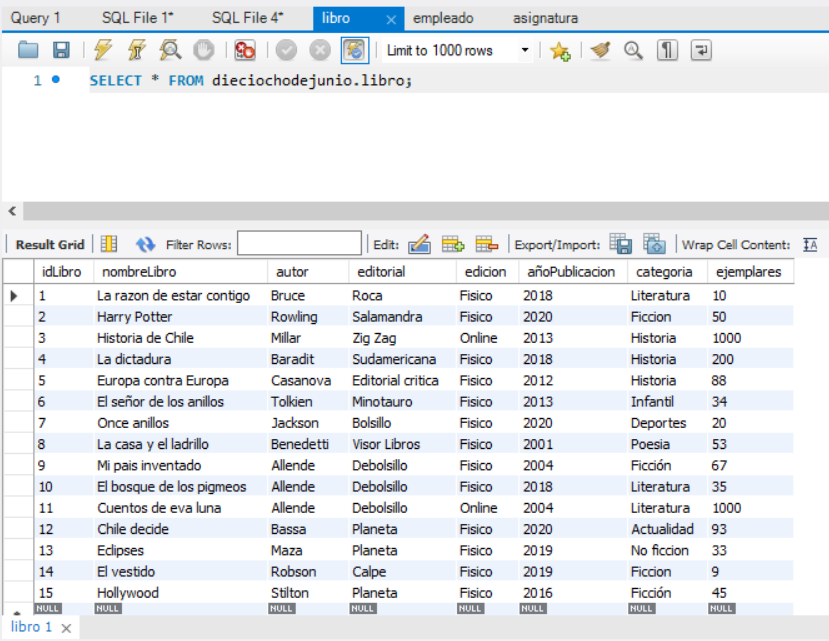 Query 1 SQL File 1* SQL File 4* libro empleado asignatura
Limit to 1000 rows
1 SELECT * FROM dieciochodejunio.libro;
Result Grid Filter Rows: Edit: Export/Import: Wrap Cell Content:
idLibro nombreLibro autor editorial edicion añoPublicacion categoria ejemplares
1 La razon de estar contigo Bruce Roca Fisico 2018 Literatura 10
2 Harry Potter Rowling Salamandra Fisico 2020 Ficcion 50
3 Historia de Chile Millar Zig Zag Online 2013 Historia 1000
4 La dictadura Baradit Sudamericana Fisico 2018 Historia 200
5 Europa contra Europa Casanova Editorial critica Fisico 2012 Historia 88
6 El señor de los anillos Tolkien Minotauro Fisico 2013 Infantil 34
7 Once anillos Jackson Bolsillo Fisico 2020 Deportes 20
8 La casa y el ladrillo Benedetti Visor Libros Fisico 2001 Poesia 53
9 Mi pais inventado Allende Debolsillo Fisico 2004 Ficción 67
10 El bosque de los pigmeos Allende Debolsillo Fisico 2018 Literatura 35
11 Cuentos de eva luna Allende Debolsillo Online 2004 Literatura 1000
12 Chile decide Bassa Planeta Fisico 2020 Actualidad 93
13 Eclipses Maza Planeta Fisico 2019 No ficcion 33
14 El vestido Robson Calpe Fisico 2019 Ficcion 9
15 Hollywood Stilton Planeta Fisico 2016 Ficción 45
NULL NULL NULL NULL NULL NULL NULL NULL
libro 1